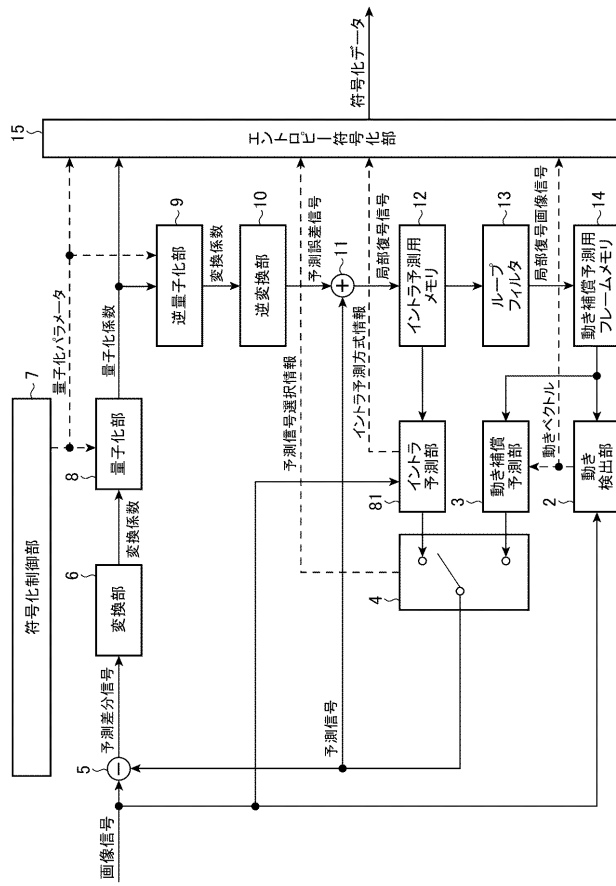 符号化制御部
7
画像信号
5
予測差分信号
変換部
6
変換係数
量子化部
8
量子化パラメータ
量子化係数
逆量子化部
9
変換係数
逆変換部
10
予測誤差信号
11
局部復号信号
イントラ予測用
メモリ
12
ループ
フィルタ
13
局部復号画像信号
動き補償予測用
フレームメモリ
14
エントロピー符号化部
15
符号化データ
予測信号選択情報
イントラ予測方式情報
イントラ
予測部
81
動き補償
予測部
3
動きベクトル
動き
検出部
2
4
予測信号